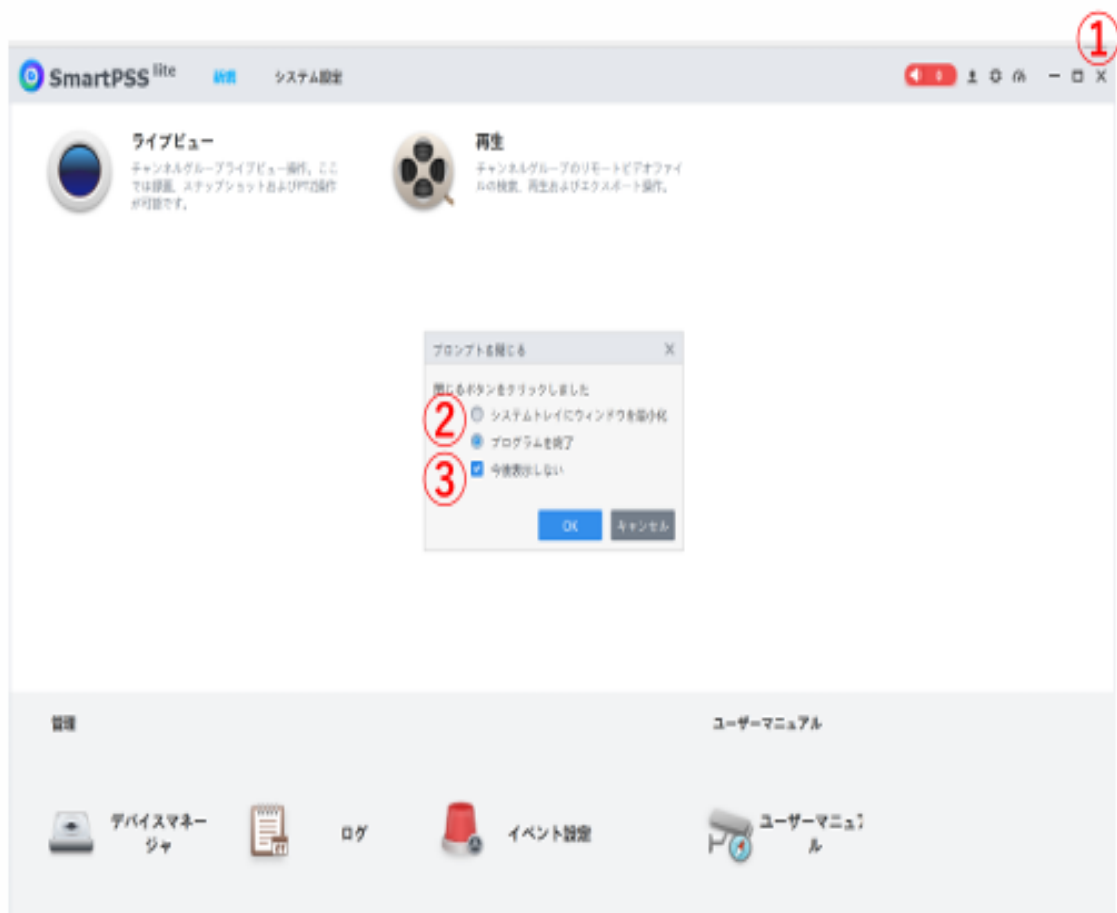 ①
SmartPSS lite 新規 システム設定
0
ライブビュー
チャンネルグループライブビュー操作。ここ
では録画、スナップショットおよびPTZ操作
が可能です。
再生
チャンネルグループのリモートビデオファイ
ルの検索、再生およびエクスポート操作。
プロンプトを閉じる
閉じるボタンをクリックしました
② システムトレイにウィンドウを最小化
プログラムを終了
③ 今後表示しない
OK キャンセル
管理
ユーザーマニュアル
デバイスマネー
ジャ
ログ
イベント設定
ユーザーマニュア
ル